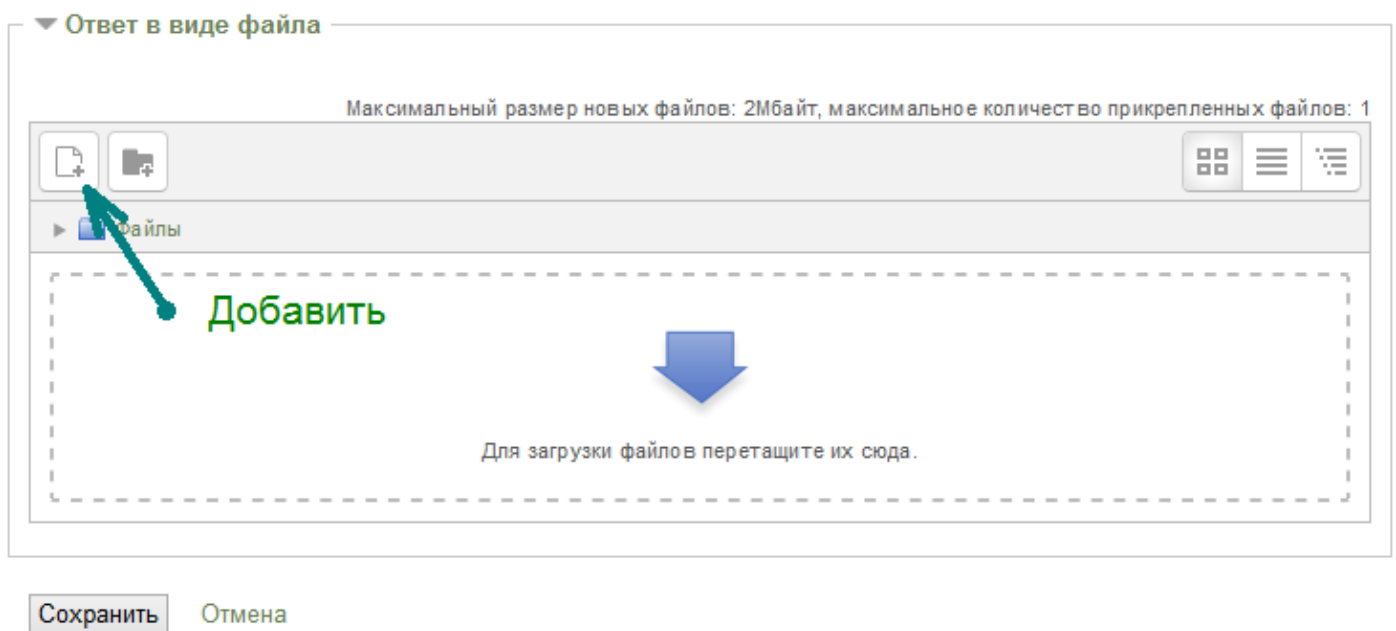 Ответ в виде файла
Максимальный размер новых файлов: 2Мбайт, максимальное количество прикрепленных файлов: 1
Файлы
Добавить
Для загрузки файлов перетащите их сюда.
Сохранить Отмена